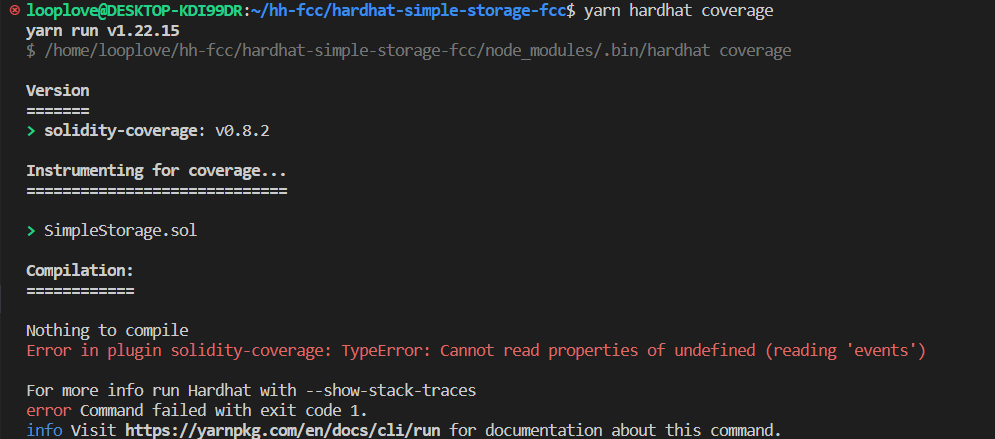 looplove@DESKTOP-KDI99DR:~/hh-fcc/hardhat-simple-storage-fcc$ yarn hardhat coverage
yarn run v1.22.15
$ /home/looplove/hh-fcc/hardhat-simple-storage-fcc/node_modules/.bin/hardhat coverage
Version
=======
> solidity-coverage: v0.8.2
Instrumenting for coverage...
=============================
> SimpleStorage.sol
Compilation:
============
Nothing to compile
Error in plugin solidity-coverage: TypeError: Cannot read properties of undefined (reading 'events')
For more info run Hardhat with --show-stack-traces
error Command failed with exit code 1.
info Visit https://yarnpkg.com/en/docs/cli/run for documentation about this command.